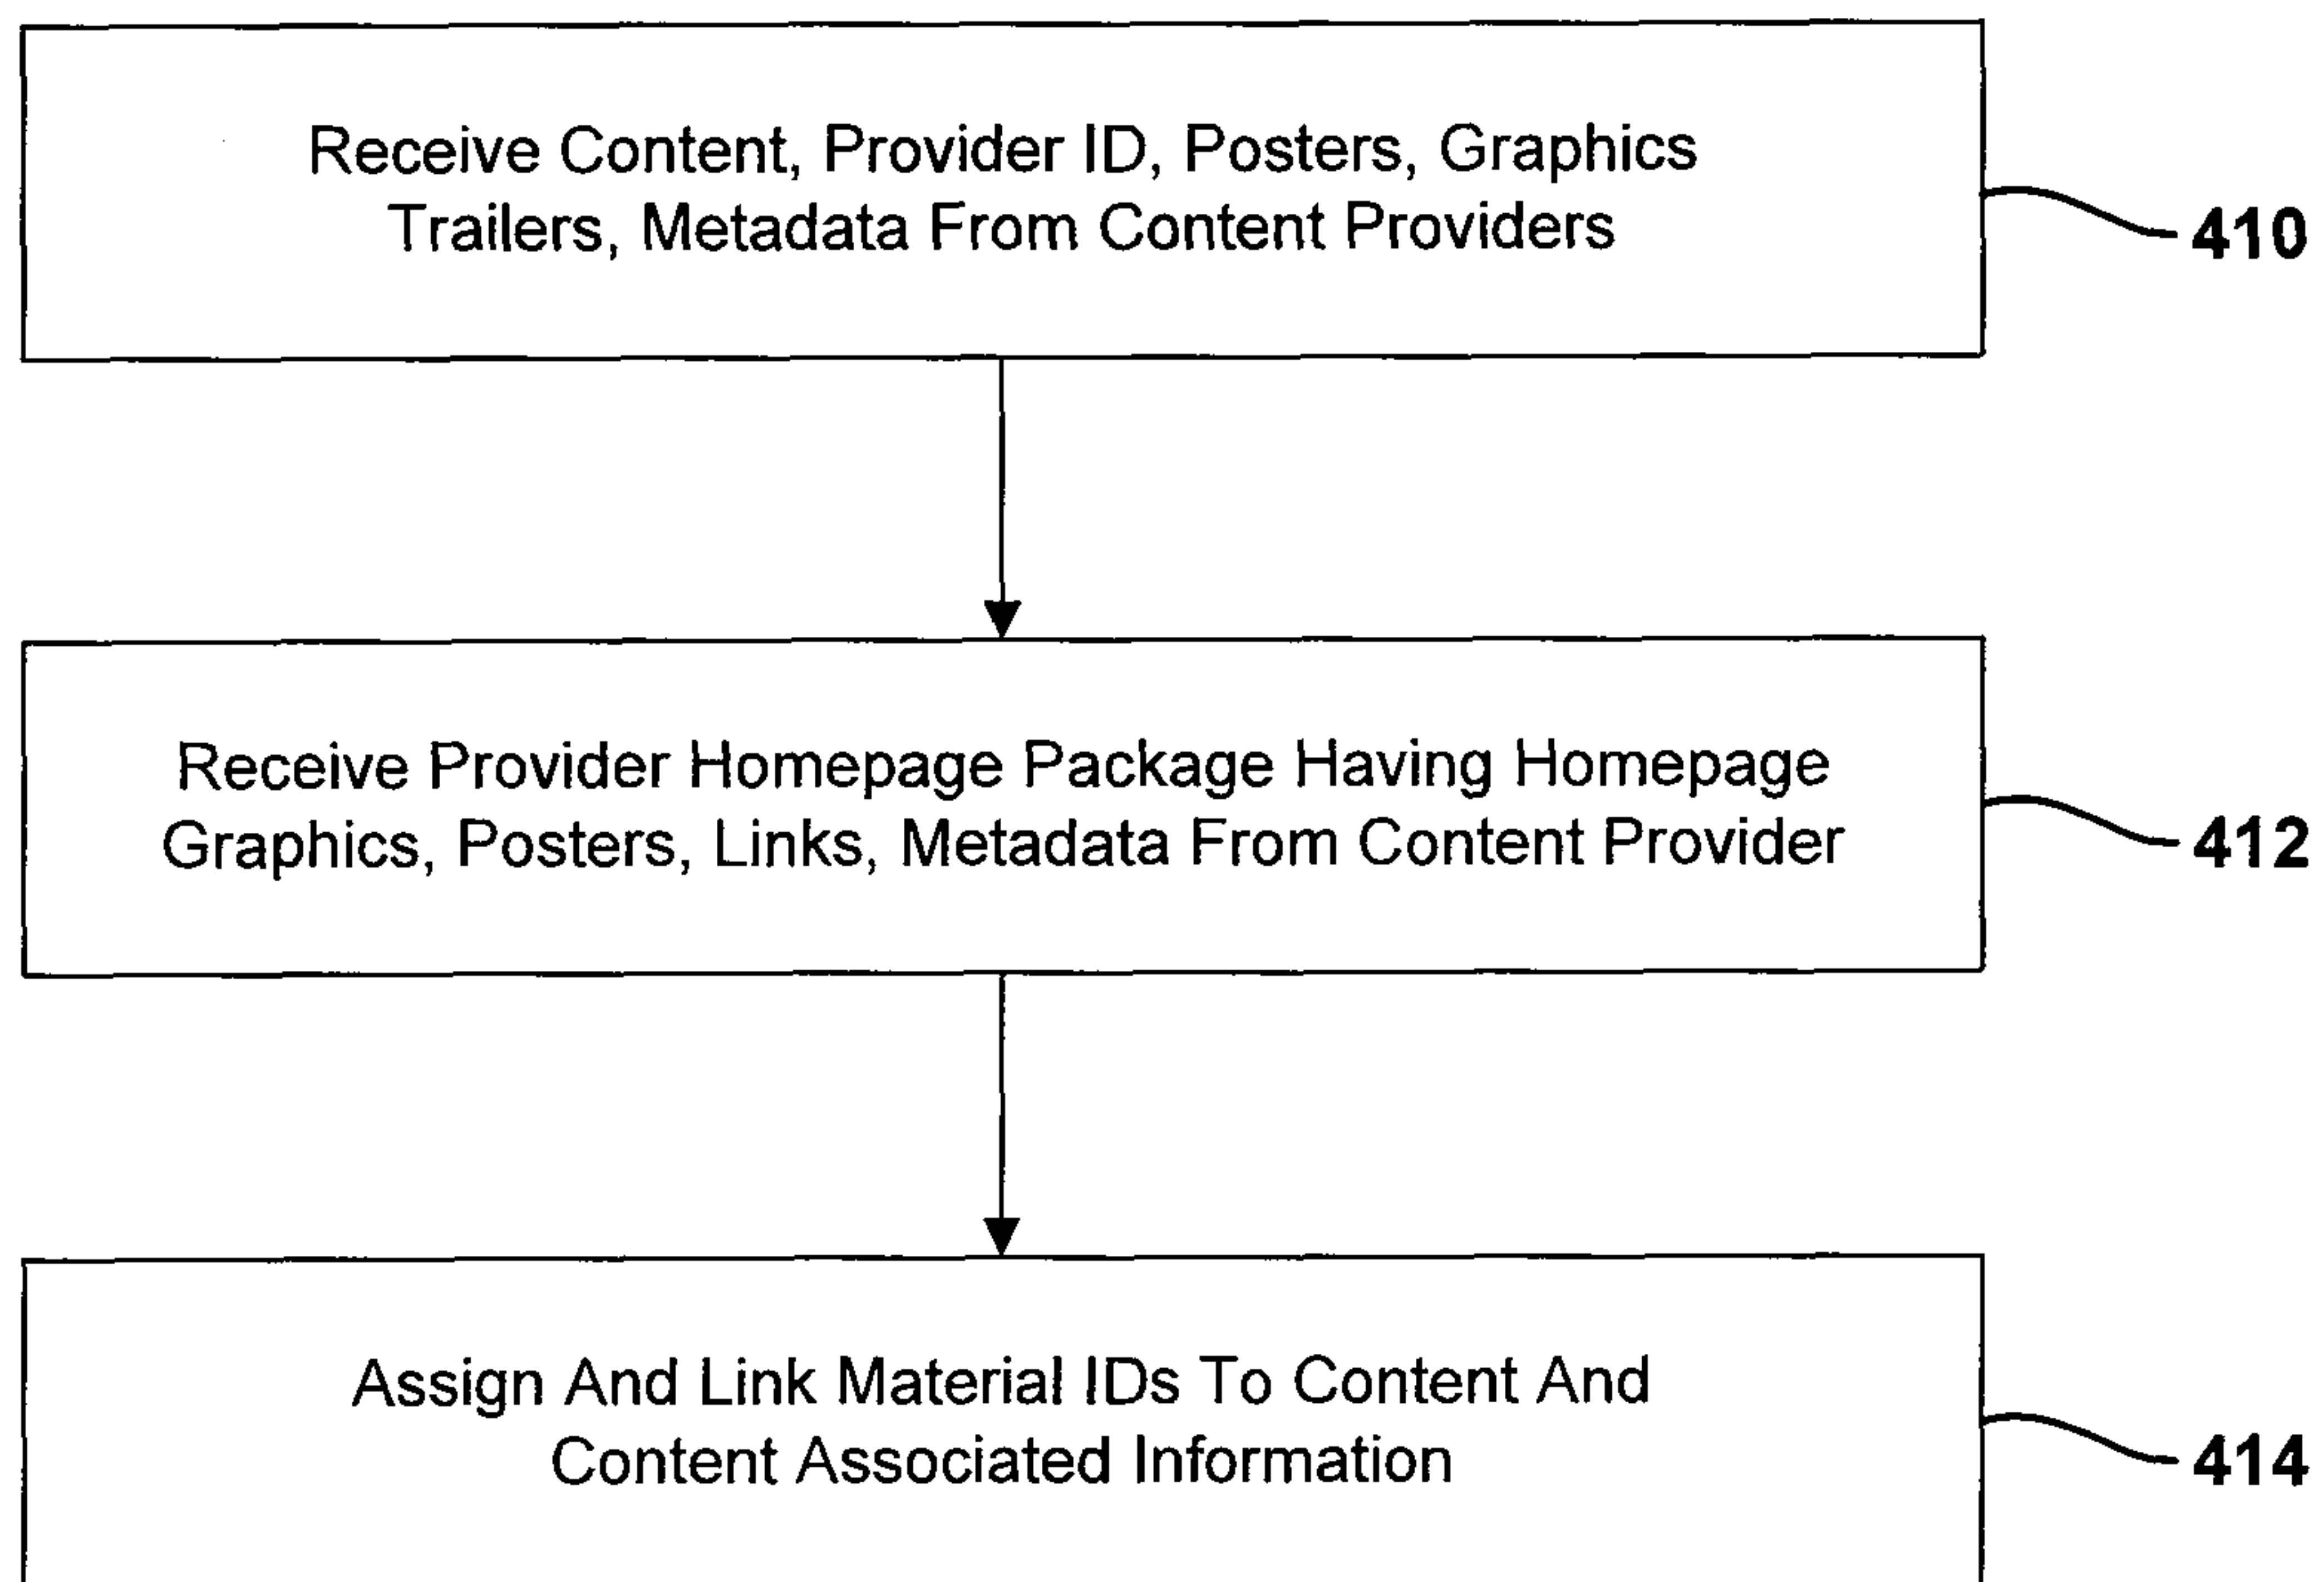 Receive Content, Provider ID, Posters, Graphics
Trailers, Metadata From Content Providers
410
Receive Provider Homepage Package Having Homepage
Graphics, Posters, Links, Metadata From Content Provider
412
Assign And Link Material IDs To Content And
Content Associated Information
414